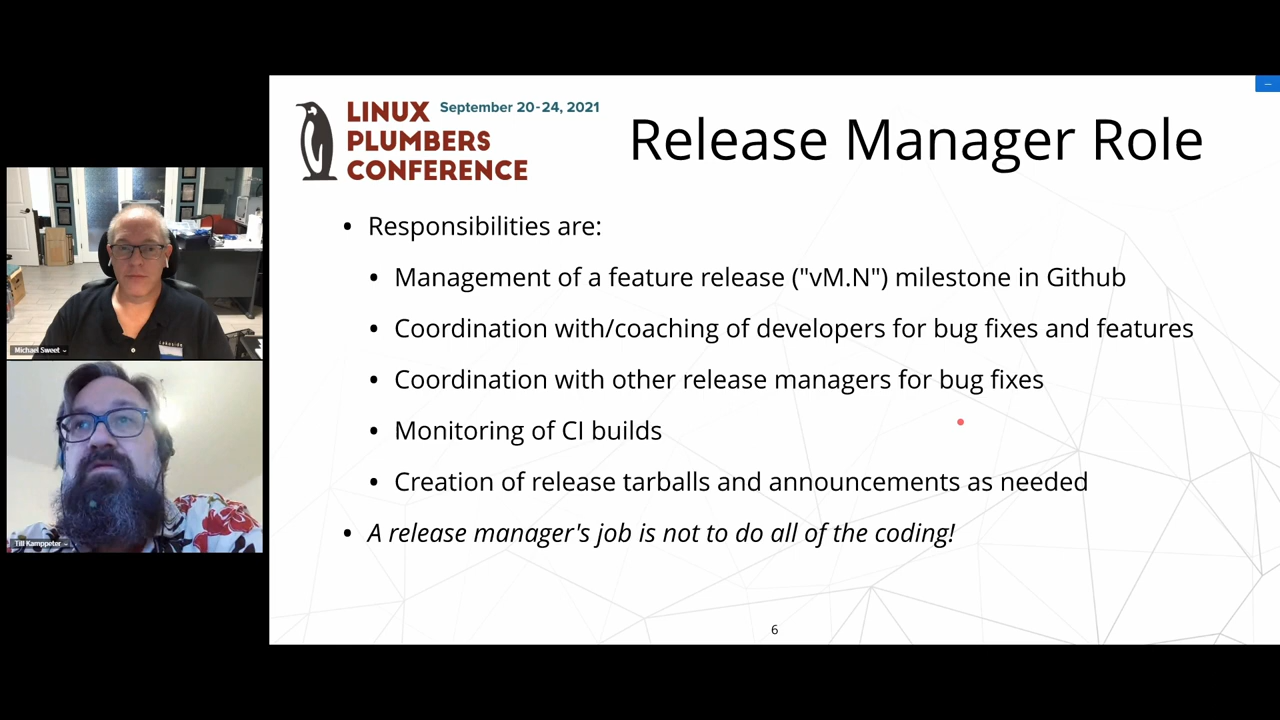 LINUX September 20-24, 2021
PLUMBERS
CONFERENCE
Release Manager Role
• Responsibilities are:
• Management of a feature release ("vM.N") milestone in Github
• Coordination with/coaching of developers for bug fixes and features
• Coordination with other release managers for bug fixes
• Monitoring of CI builds
• Creation of release tarballs and announcements as needed
• A release manager's job is not to do all of the coding!
6
Michael Sweet
Till Kamppeter